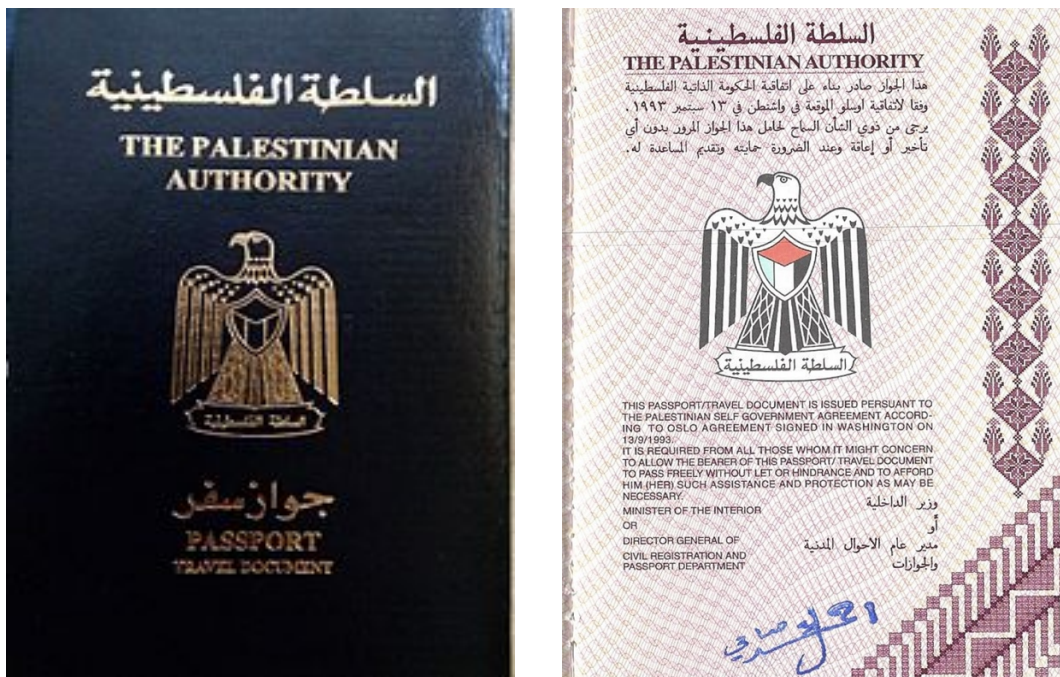 السلطة الفلسطينية
THE PALESTINIAN
AUTHORITY
السلطة الفلسطينية
جواز سفر
PASSPORT
TRAVEL DOCUMENT
السلطة الفلسطينية
THE PALESTINIAN AUTHORITY
هذا الجواز صادر بناء على اتفاقية الحكومة الذاتية الفلسطينية
وفقا لاتفاقية اوسلو الموقعة في واشنطن في ١٣ سبتمبر ١٩٩٣.
يرجى من ذوي الشأن السماح لحامل هذا الجواز المرور بدون أي
تأخير أو إعاقة وعند الضرورة حمايته وتقديم المساعدة له.
السلطة الفلسطينية
THIS PASSPORT/TRAVEL DOCUMENT IS ISSUED PERSUANT TO
THE PALESTINIAN SELF GOVERNMENT AGREEMENT ACCORD-
ING TO OSLO AGREEMENT SIGNED IN WASHINGTON ON
13/9/1993.
IT IS REQUIRED FROM ALL THOSE WHOM IT MIGHT CONCERN
TO ALLOW THE BEARER OF THIS PASSPORT/ TRAVEL DOCUMENT
TO PASS FREELY WITHOUT LET OR HINDRANCE AND TO AFFORD
HIM (HER) SUCH ASSISTANCE AND PROTECTION AS MAY BE
NECESSARY.
MINISTER OF THE INTERIOR
OR
DIRECTOR GENERAL OF
CIVIL REGISTRATION AND
PASSPORT DEPARTMENT
وزير الداخلية
أو
مدير عام الاحوال المدنية
والجوازات